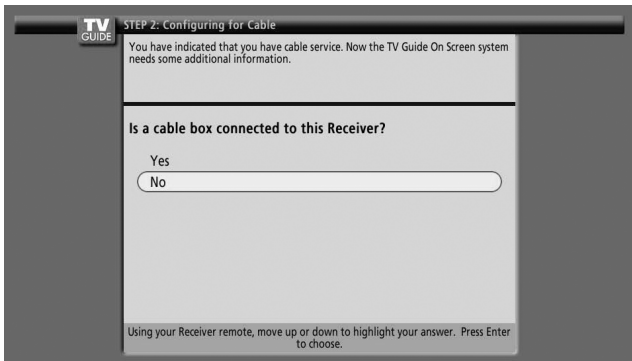 TV
GUIDE
STEP 2: Configuring for Cable
You have indicated that you have cable service. Now the TV Guide On Screen system
needs some additional information.
Is a cable box connected to this Receiver?
Yes
No
Using your Receiver remote, move up or down to highlight your answer. Press Enter
to choose.